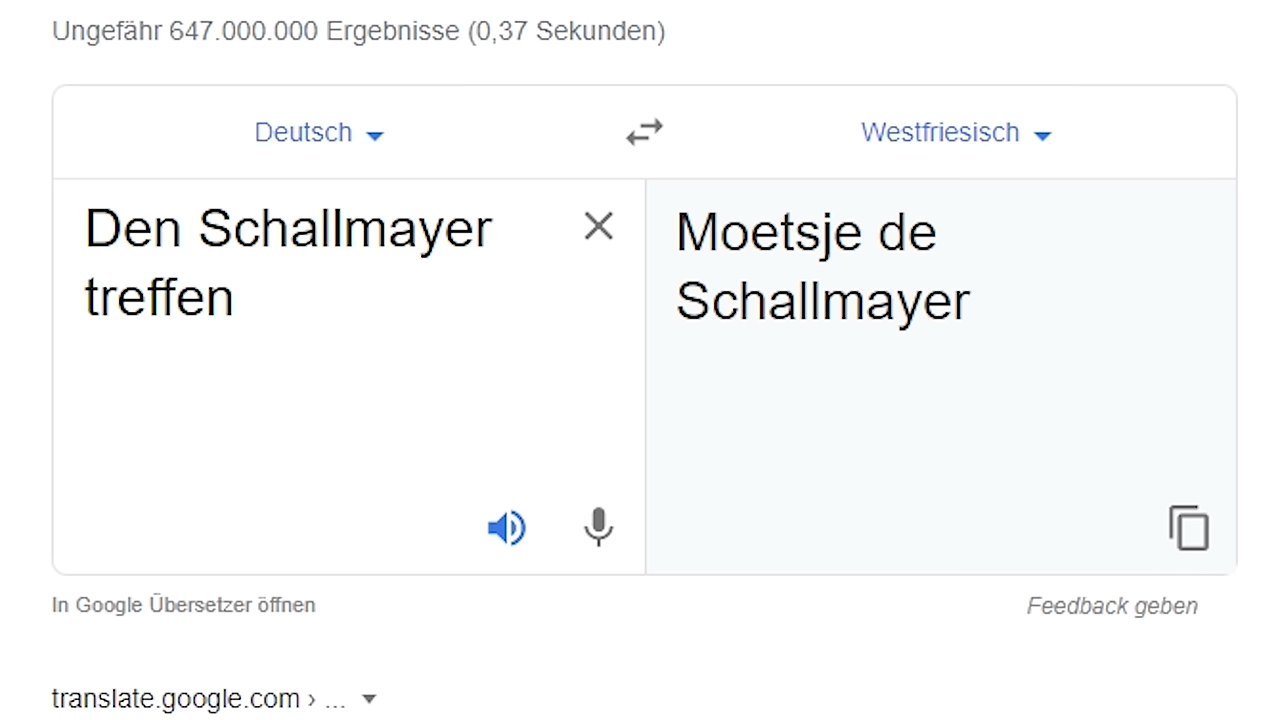 Ungefähr 647.000.000 Ergebnisse (0,37 Sekunden)
Deutsch
Westfriesisch
Den Schallmayer
treffen
Moetsje de
Schallmayer
In Google Übersetzer öffnen
Feedback geben
translate.google.com › ...